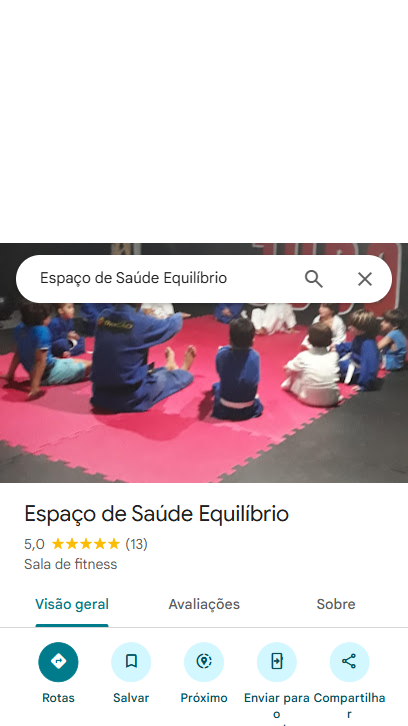 Espaço de Saúde Equilíbrio
Espaço de Saúde Equilíbrio
5,0 (13)
Sala de fitness
Visão geral Avaliações Sobre
Rotas Salvar Próximo Enviar para o Compartilhar